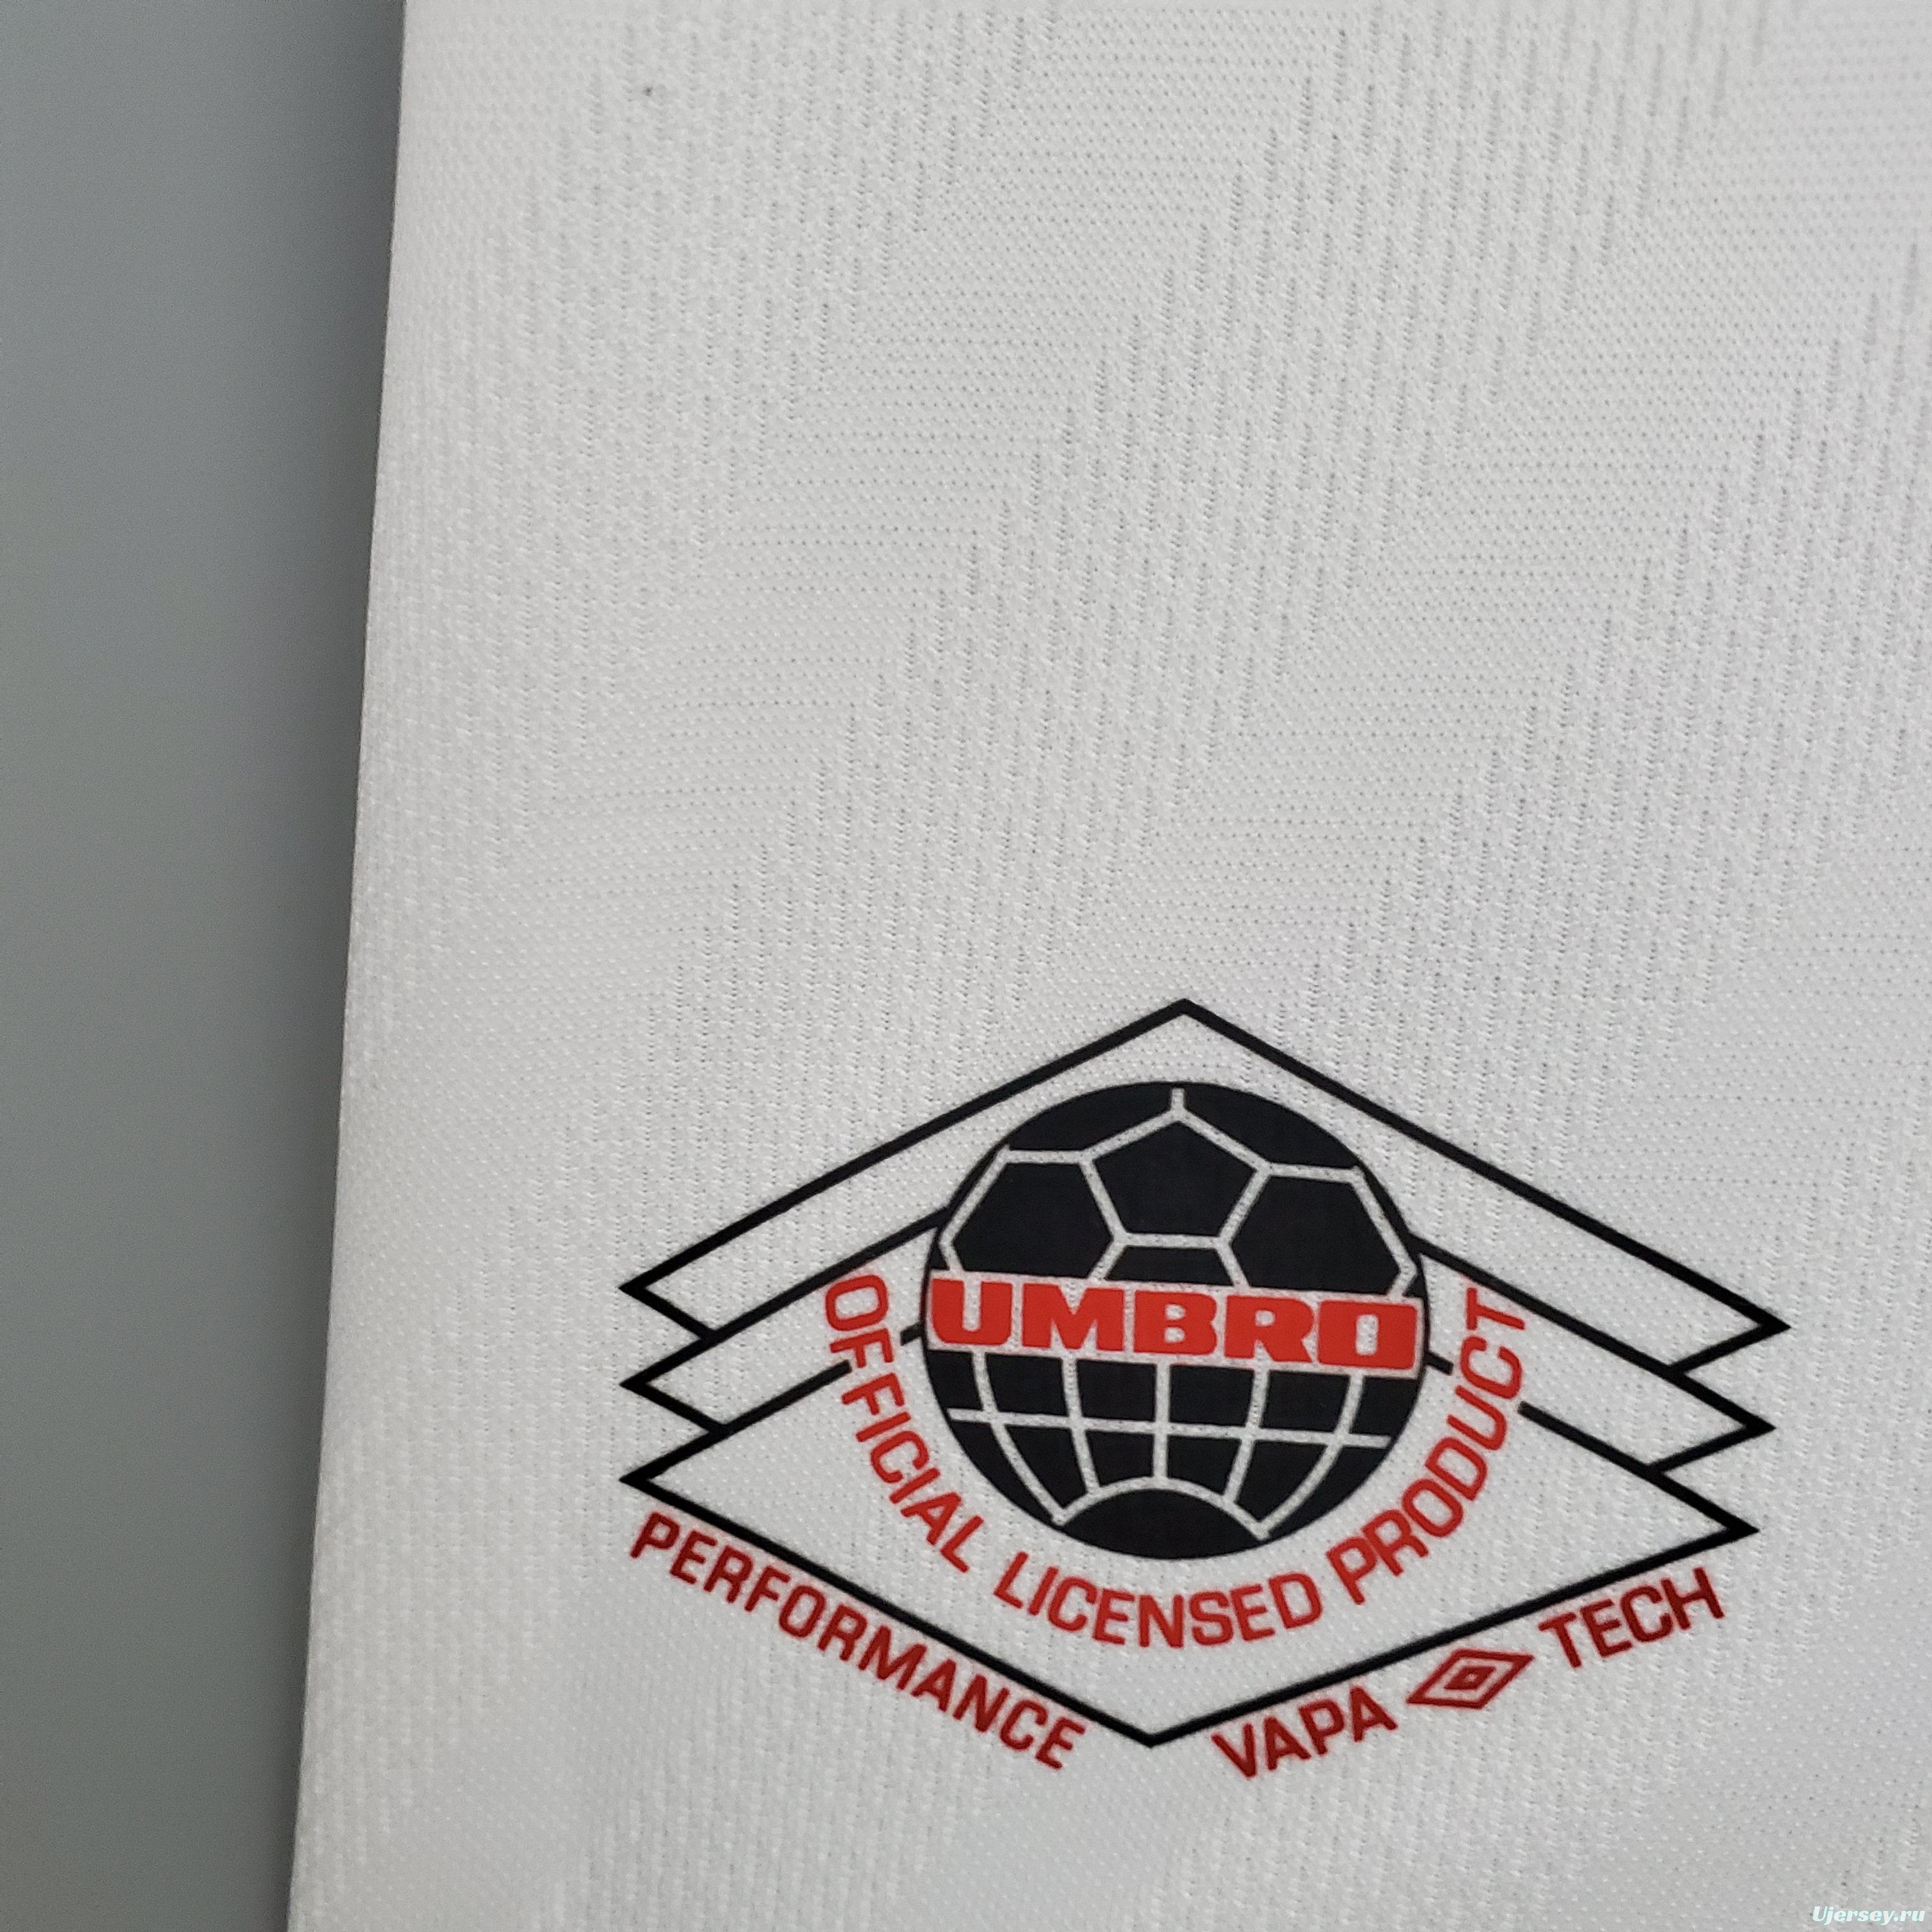 UMBRO
OFFICIAL LICENSED PRODUCT
PERFORMANCE
VAPA TECH
Ujersey.ru